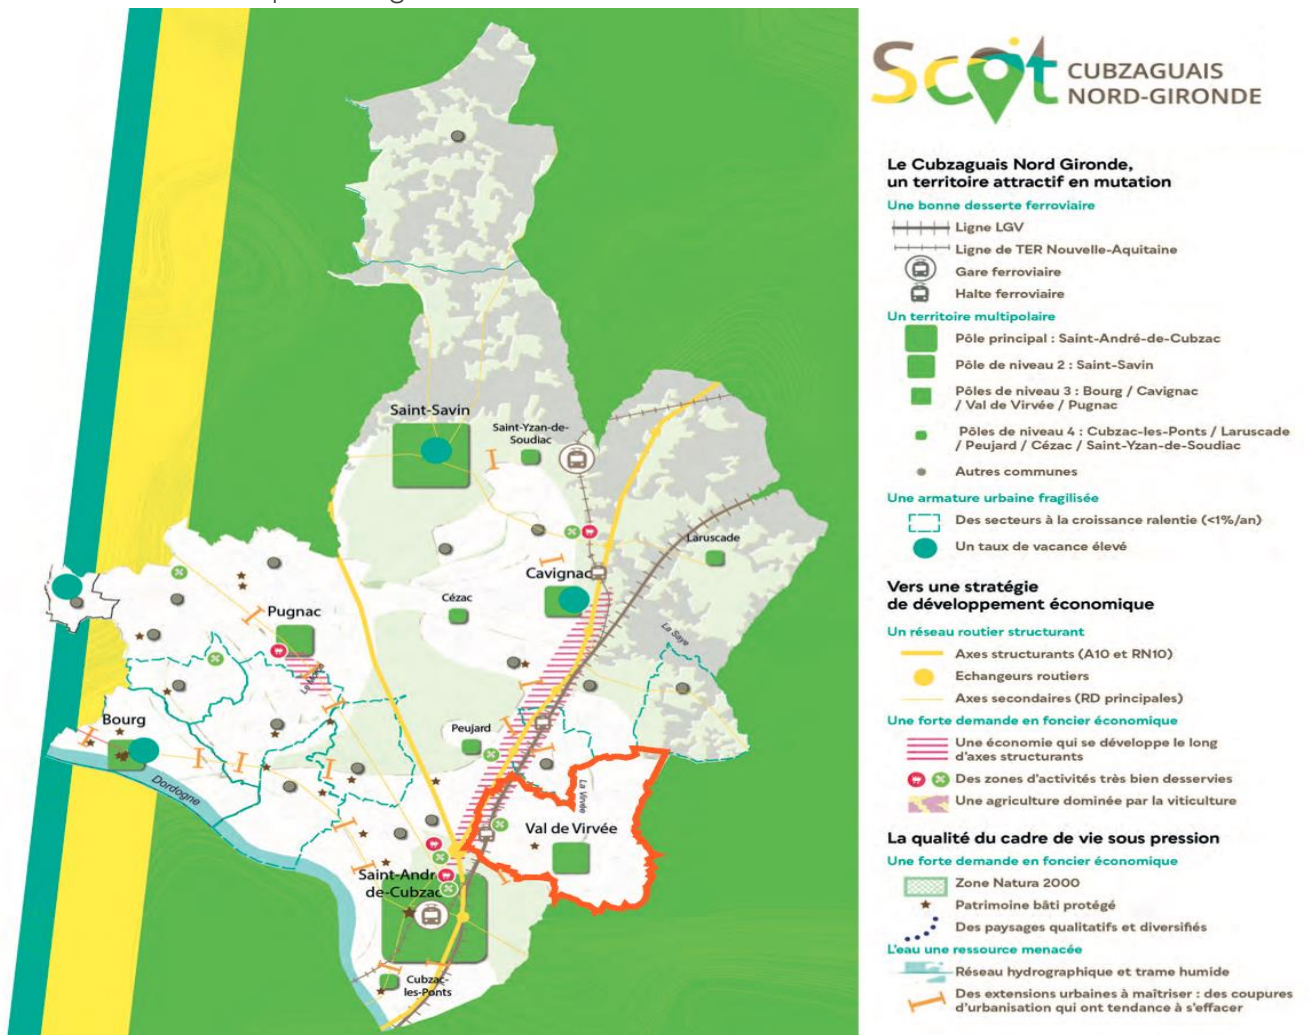 Saint-Savin
Saint-Yzan-de-
Soudiac
Laruscade
Cavignac
Cézac
Pugnac
La Saye
Bourg
Peujard
Dordogne
La Virvée
Val de Virvée
Saint-André
de-Cubzac
Cubzac-
les-Ponts
Scot CUBZAGUAIS
NORD-GIRONDE
Le Cubzaguais Nord Gironde,
un territoire attractif en mutation
Une bonne desserte ferroviaire
Ligne LGV
Ligne de TER Nouvelle-Aquitaine
Gare ferroviaire
Halte ferroviaire
Un territoire multipolaire
Pôle principal : Saint-André-de-Cubzac
Pôle de niveau 2 : Saint-Savin
Pôles de niveau 3 : Bourg / Cavignac
/ Val de Virvée / Pugnac
Pôles de niveau 4 : Cubzac-les-Ponts / Laruscade
/ Peujard / Cézac / Saint-Yzan-de-Soudiac
Autres communes
Une armature urbaine fragilisée
Des secteurs à la croissance ralentie (<1%/an)
Un taux de vacance élevé
Vers une stratégie
de développement économique
Un réseau routier structurant
Axes structurants (A10 et RN10)
Echangeurs routiers
Axes secondaires (RD principales)
Une forte demande en foncier économique
Une économie qui se développe le long
d'axes structurants
Des zones d'activités très bien desservies
Une agriculture dominée par la viticulture
La qualité du cadre de vie sous pression
Une forte demande en foncier économique
Zone Natura 2000
Patrimoine bâti protégé
Des paysages qualitatifs et diversifiés
L'eau une ressource menacée
Réseau hydrographique et trame humide
Des extensions urbaines à maîtriser : des coupures
d'urbanisation qui ont tendance à s'effacer